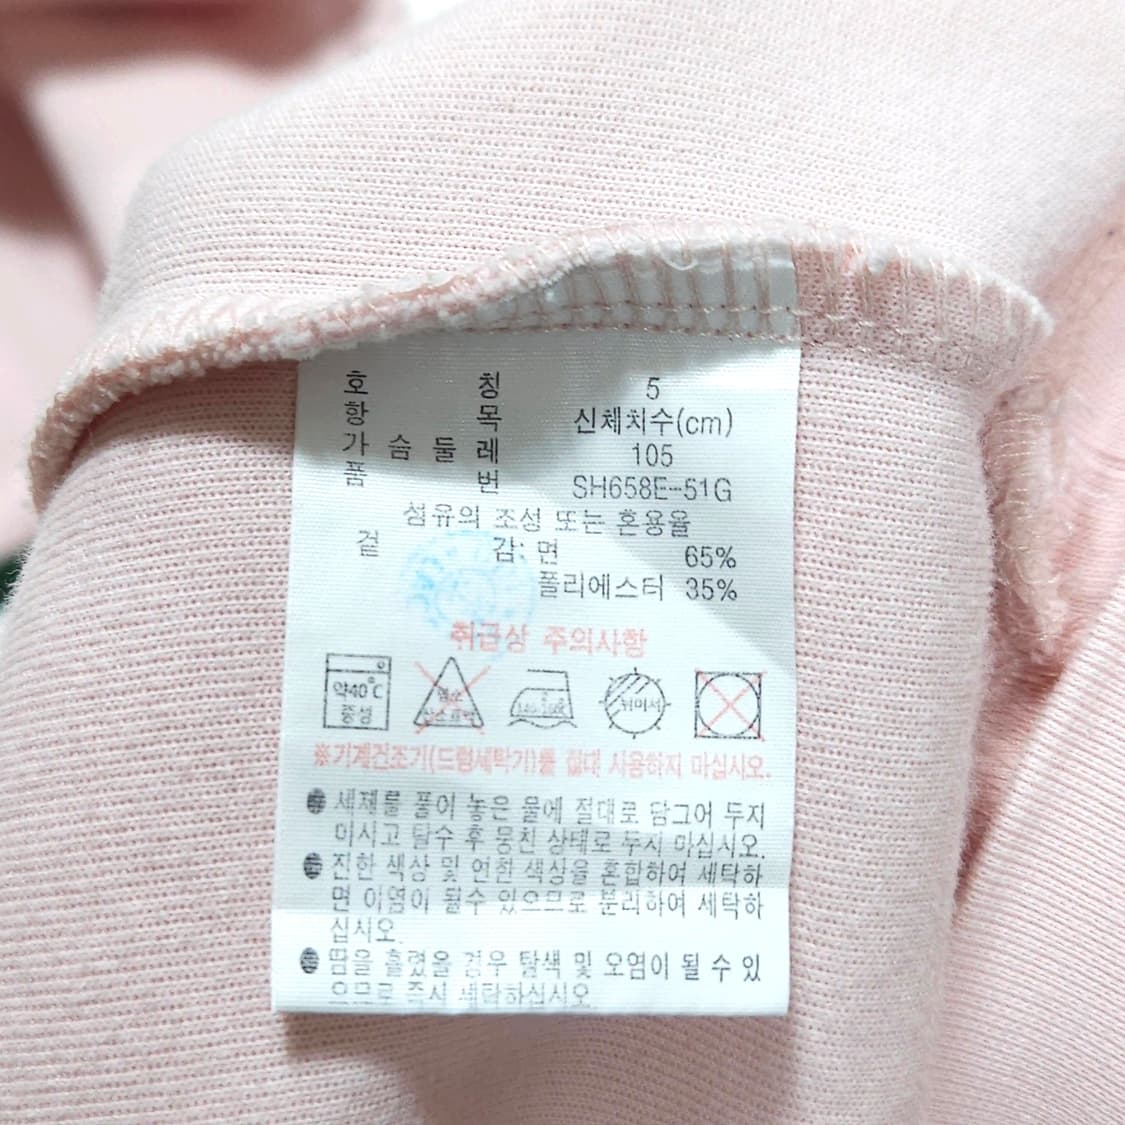 호 칭 5
항 목 신체치수(cm)
가 슴 둘 레 105
품 번 SH658E-51G
섬유의 조성 또는 혼용율
겉 감: 면 65%
폴리에스터 35%
취급상 주의사항
약40°C
중성
염소
뉘어서
※기계건조기(드럼세탁기)를 절대 사용하지 마십시오.
세제를 풀어 놓은 물에 절대로 담그어 두지
마시고 탈수 후 뭉친 상태로 두지 마십시오.
진한 색상 및 연한 색상을 혼합하여 세탁하
면 이염이 될수 있으므로 분리하여 세탁하
십시오.
땀을 흘렸을 경우 탈색 및 오염이 될 수 있
으므로 즉시 세탁하십시오.